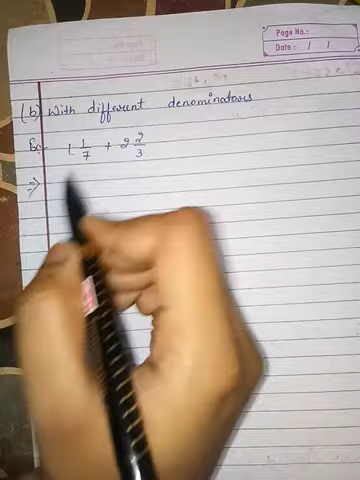 Page No.:
Date: / /
(b) With different denominators
Ex:- 1 1/7 + 2 2/3
⇒